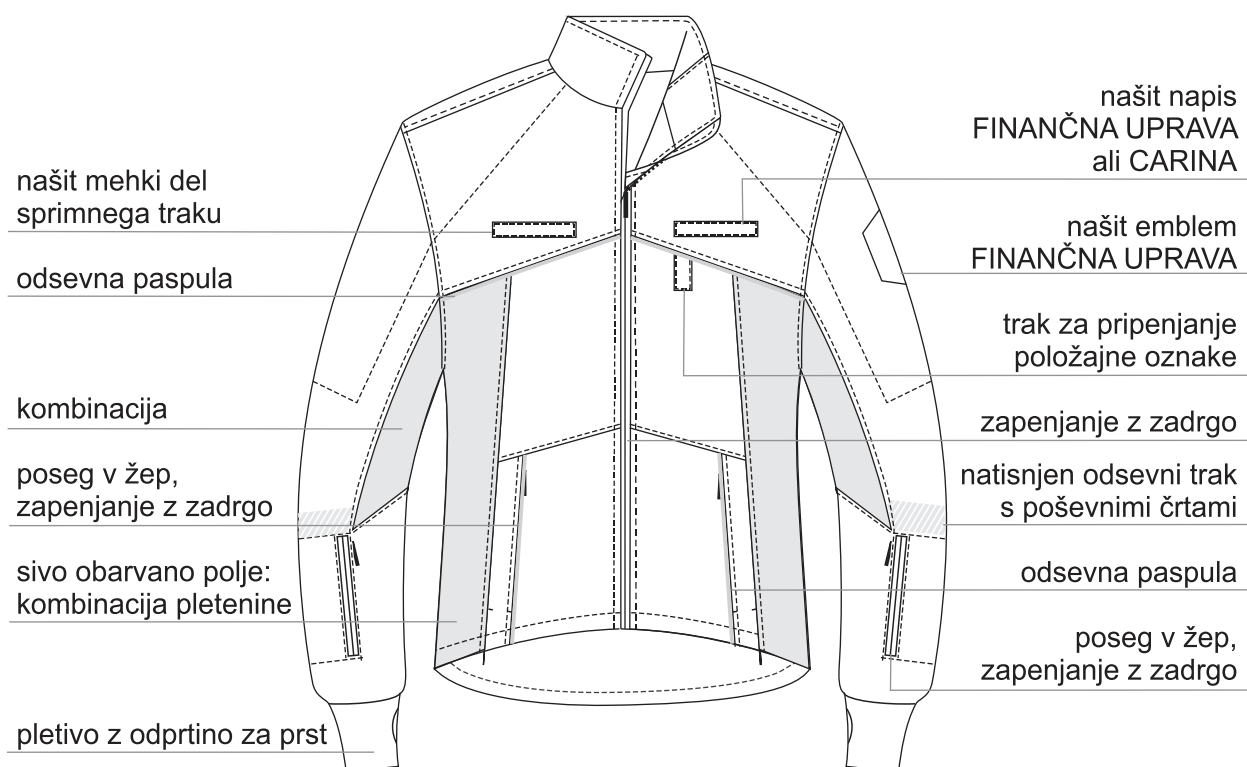 našit mehki del
sprimnega traku
odsevna paspula
kombinacija
poseg v žep,
zapenjanje z zadrgo
sivo obarvano polje:
kombinacija pletenine
pletivo z odprtino za prst
našit napis
FINANČNA UPRAVA
ali CARINA
našit emblem
FINANČNA UPRAVA
trak za pripenjanje
položajne oznake
zapenjanje z zadrgo
natisnjen odsevni trak
s poševnimi črtami
odsevna paspula
poseg v žep,
zapenjanje z zadrgo